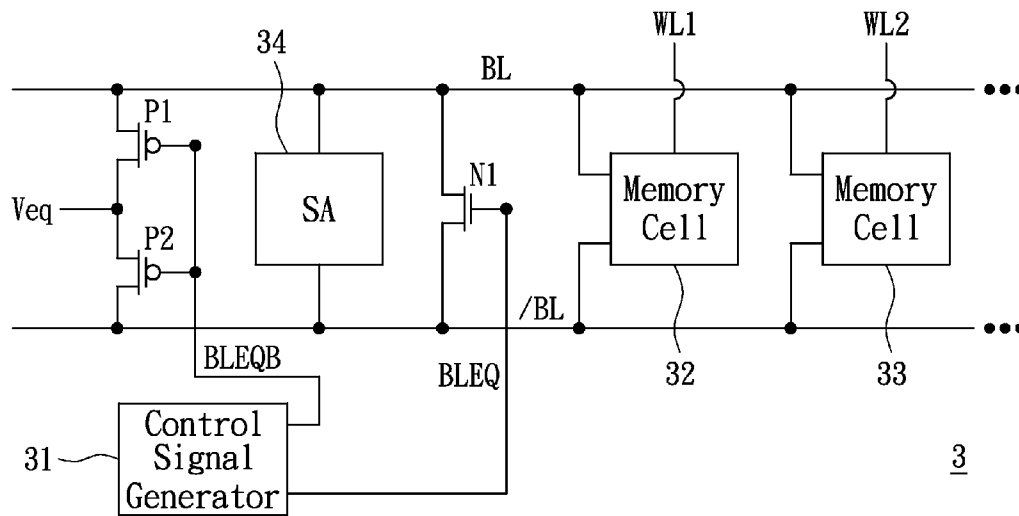 WL1
WL2
34
BL
P1
N1
SA
Memory
Cell
Memory
Cell
Veq
P2
/BL
BLEQB
BLEQ
32
33
Control
Signal
Generator
31
3